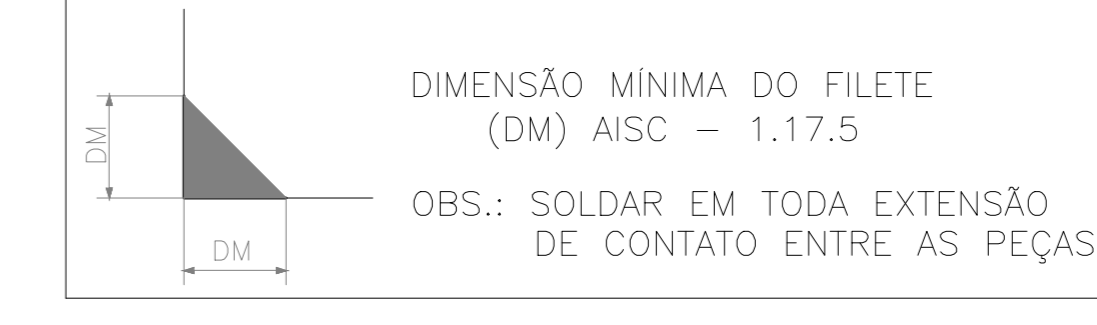 DM
DM
DIMENSÃO MÍNIMA DO FILETE
(DM) AISC – 1.17.5
OBS.: SOLDAR EM TODA EXTENSÃO
DE CONTATO ENTRE AS PEÇAS